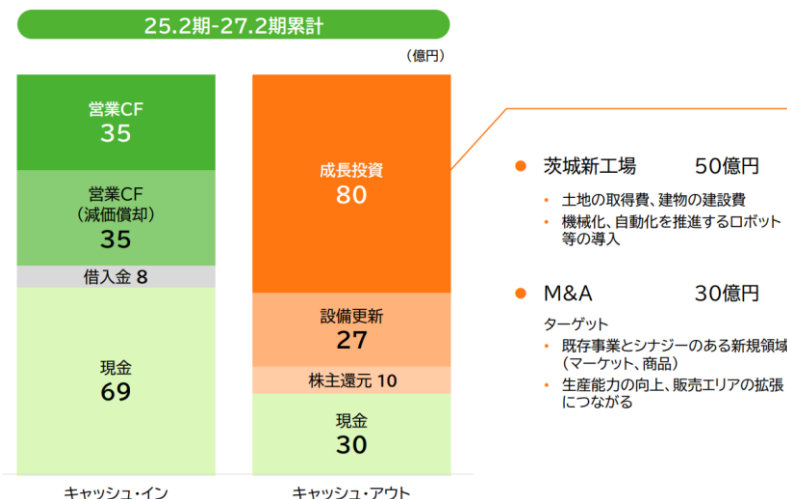 25.2期-27.2期累計
（億円）
営業CF
35
営業CF
（減価償却）
35
借入金 8
現金
69
キャッシュ・イン
成長投資
80
設備更新
27
株主還元 10
現金
30
キャッシュ・アウト
● 茨城新工場 50億円
• 土地の取得費、建物の建設費
• 機械化、自動化を推進するロボット
等の導入
● M&A 30億円
ターゲット
• 既存事業とシナジーのある新規領域
（マーケット、商品）
• 生産能力の向上、販売エリアの拡張
につながる